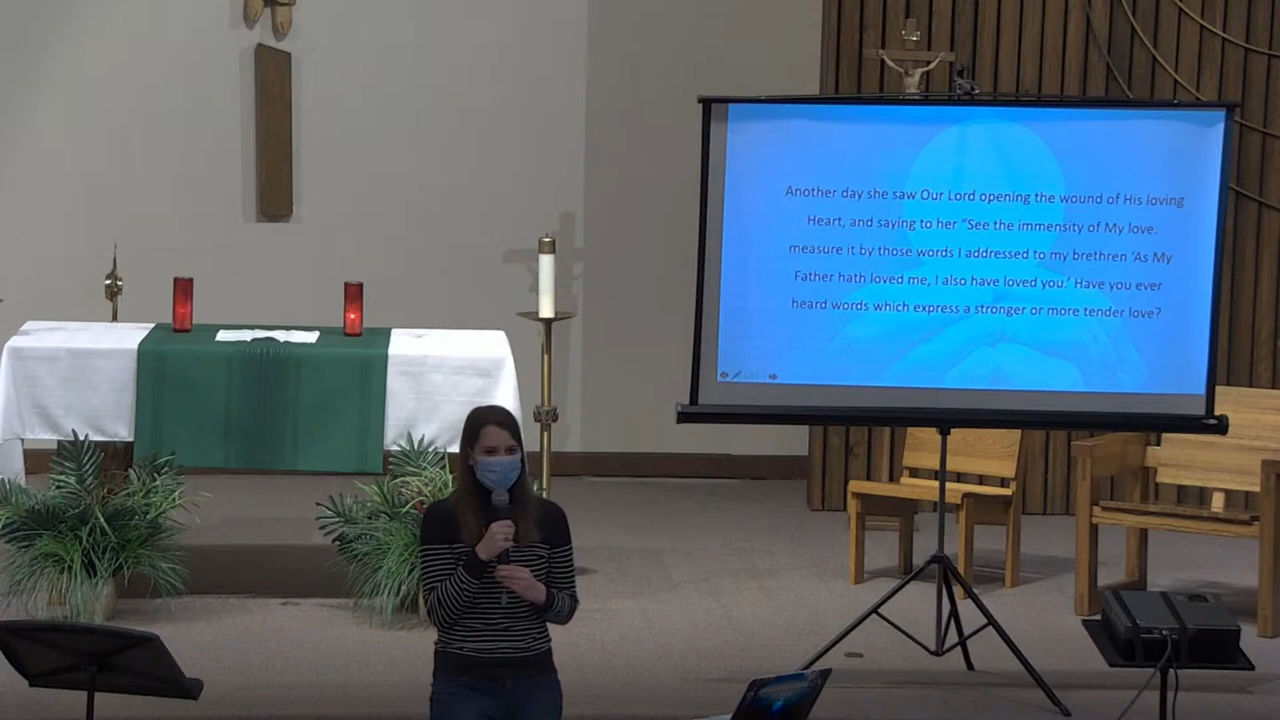 Another day she saw Our Lord opening the wound of His loving
Heart, and saying to her "See the immensity of My love:
measure it by those words I addressed to my brethren 'As My
Father hath loved me, I also have loved you.' Have you ever
heard words which express a stronger or more tender love?